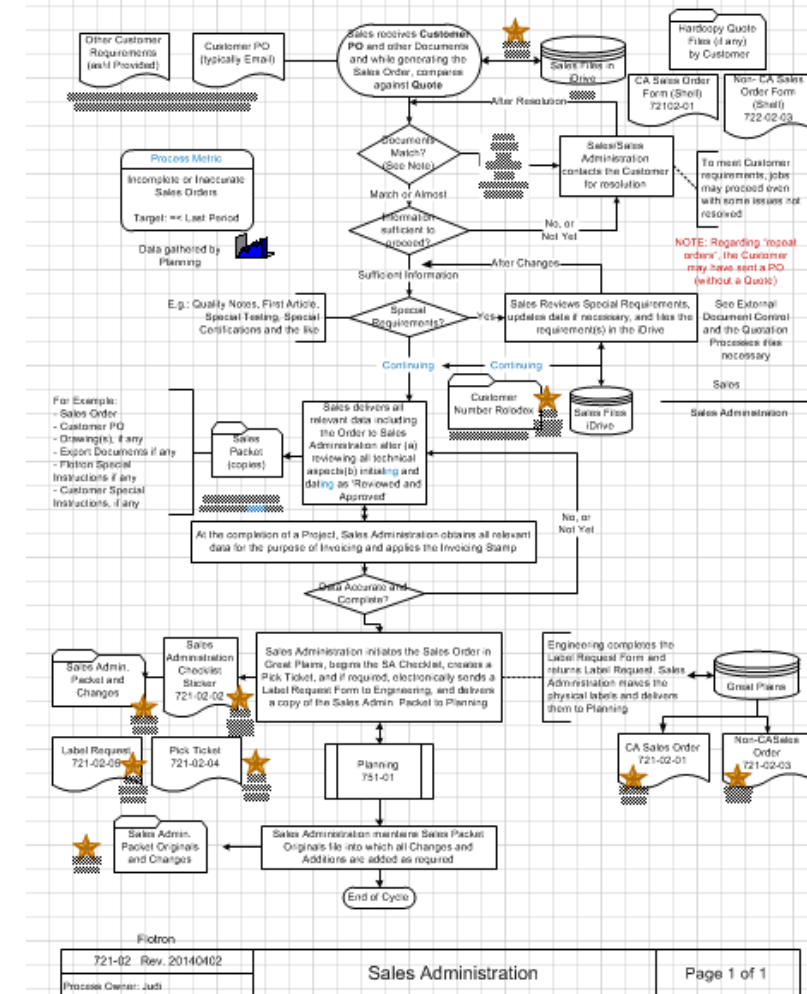 Other Customer
Requirements
(as/if Provided)
Customer PO
(typically Email)
Sales receives Customer
PO and other Documents
and while generating the
Sales Order, compares
against Quote
Sales Files in
iDrive
Hardcopy Quote
Files (if any)
by Customer
CA Sales Order
Form (Shell)
72102-01
Non- CA Sales
Order Form
(Shell)
722-02-03
After Resolution
Documents
Match?
(See Note)
Sales/Sales
Administration
contacts the Customer
for resolution
To meet Customer
requirements, jobs
may proceed even
with some issues not
resolved
Process Metric
Incomplete or Inaccurate
Sales Orders
Target: =< Last Period
Data gathered by
Planning
Match or Almost
Information
sufficient to
proceed?
No, or
Not Yet
NOTE: Regarding "repeat
orders", the Customer
may have sent a PO
(without a Quote)
After Changes
Sufficient Information
E.g.: Quality Notes, First Article,
Special Testing, Special
Certifications and the like
Special
Requirements?
Yes
Sales Reviews Special Requirements,
updates data if necessary, and files the
requirement(s) in the iDrive
See External
Document Control
and the Quotation
Processes if/as
necessary
Continuing
Continuing
Sales
Sales Administration
Customer
Number Rolodex
Sales Files
iDrive
For Example:
- Sales Order
- Customer PO
- Drawing(s), if any
- Export Documents if any
- Flotron Special
Instructions if any
- Customer Special
Instructions, if any
Sales
Packet
(copies)
Sales delivers all
relevant data including
the Order to Sales
Administration after (a)
reviewing all technical
aspects(b) initialing and
dating as 'Reviewed and
Approved'
No, or
Not Yet
At the completion of a Project, Sales Administration obtains all relevant
data for the purpose of Invoicing and applies the Invoicing Stamp
Data Accurate and
Complete?
Sales Admin.
Packet and
Changes
Sales
Administration
Checklist
Sticker
721-02-02
Sales Administration initiates the Sales Order in
Great Plains, begins the SA Checklist, creates a
Pick Ticket, and if required, electronically sends a
Label Request Form to Engineering, and delivers
a copy of the Sales Admin. Packet to Planning
Engineering completes the
Label Request Form and
returns Label Request. Sales
Administration makes the
physical labels and delivers
them to Planning
Great Plains
Label Request
721-02-05
Pick Ticket
721-02-04
Planning
751-01
CA Sales Order
721-02-01
Non-CASales
Order
721-02-03
Sales Admin.
Packet Originals
and Changes
Sales Administration maintains Sales Packet
Originals file into which all Changes and
Additions are added as required
End of Cycle
Flotron
721-02 Rev. 20140402
Process Owner: Judi
Sales Administration
Page 1 of 1